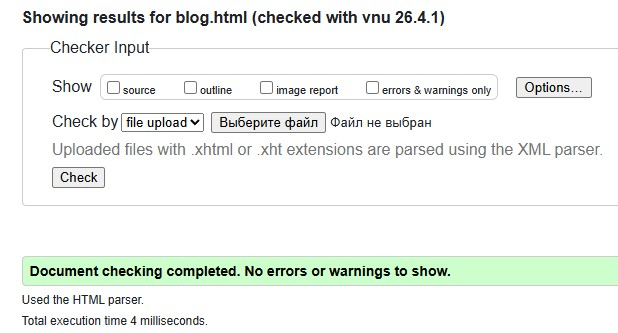 Showing results for blog.html (checked with vnu 26.4.1)
Checker Input
Show source outline image report errors & warnings only Options...
Check by file upload Выберите файл Файл не выбран
Uploaded files with .xhtml or .xht extensions are parsed using the XML parser.
Check
Document checking completed. No errors or warnings to show.
Used the HTML parser.
Total execution time 4 milliseconds.